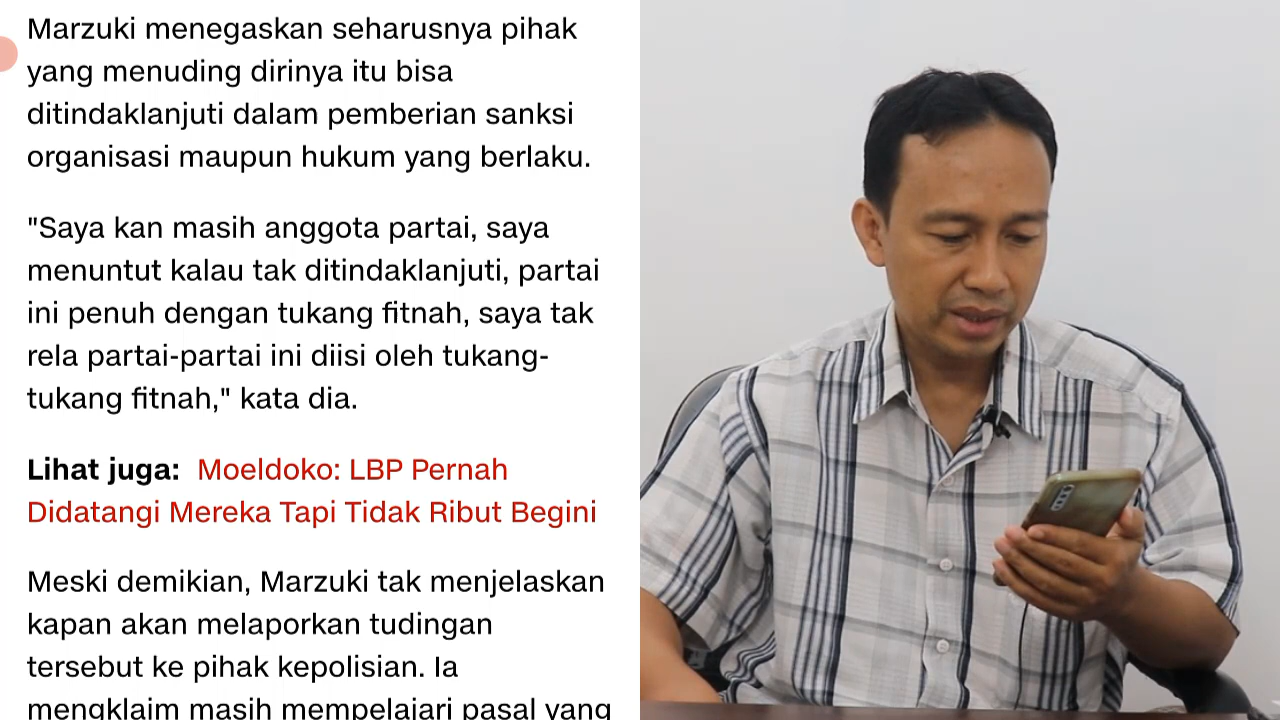 Marzuki menegaskan seharusnya pihak
yang menuding dirinya itu bisa
ditindaklanjuti dalam pemberian sanksi
organisasi maupun hukum yang berlaku.
"Saya kan masih anggota partai, saya
menuntut kalau tak ditindaklanjuti, partai
ini penuh dengan tukang fitnah, saya tak
rela partai-partai ini diisi oleh tukang-
tukang fitnah," kata dia.
Lihat juga: Moeldoko: LBP Pernah
Didatangi Mereka Tapi Tidak Ribut Begini
Meski demikian, Marzuki tak menjelaskan
kapan akan melaporkan tudingan
tersebut ke pihak kepolisian. Ia
mengklaim masih mempelajari pasal yang